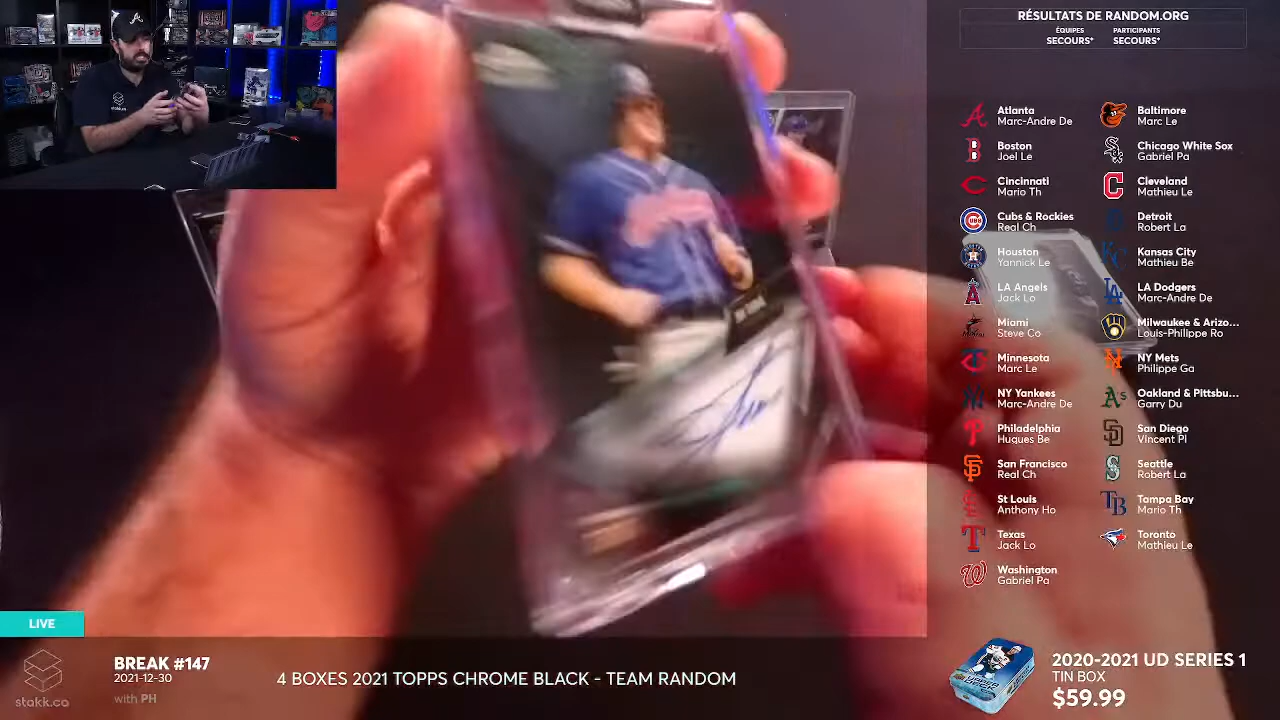 RÉSULTATS DE RANDOM.ORG
ÉQUIPES PARTICIPANTS
SECOURS* SECOURS*
Atlanta
Marc-Andre De
Baltimore
Marc Le
Boston
Joel Le
Chicago White Sox
Gabriel Pa
Cincinnati
Mario Th
Cleveland
Mathieu Le
Cubs & Rockies
Real Ch
Detroit
Robert La
Houston
Yannick Le
Kansas City
Mathieu Be
LA Angels
Jack Lo
LA Dodgers
Marc-Andre De
Miami
Steve Co
Milwaukee & Arizo...
Louis-Philippe Ro
Minnesota
Marc Le
NY Mets
Philippe Ga
NY Yankees
Marc-Andre De
Oakland & Pittsbu...
Garry Du
Philadelphia
Hugues Be
San Diego
Vincent Pl
San Francisco
Real Ch
Seattle
Robert La
St Louis
Anthony Ho
Tampa Bay
Mario Th
Texas
Jack Lo
Toronto
Mathieu Le
Washington
Gabriel Pa
LIVE
stakk.co
BREAK #147
2021-12-30
with PH
4 BOXES 2021 TOPPS CHROME BLACK - TEAM RANDOM
2020-2021 UD SERIES 1
TIN BOX
$59.99